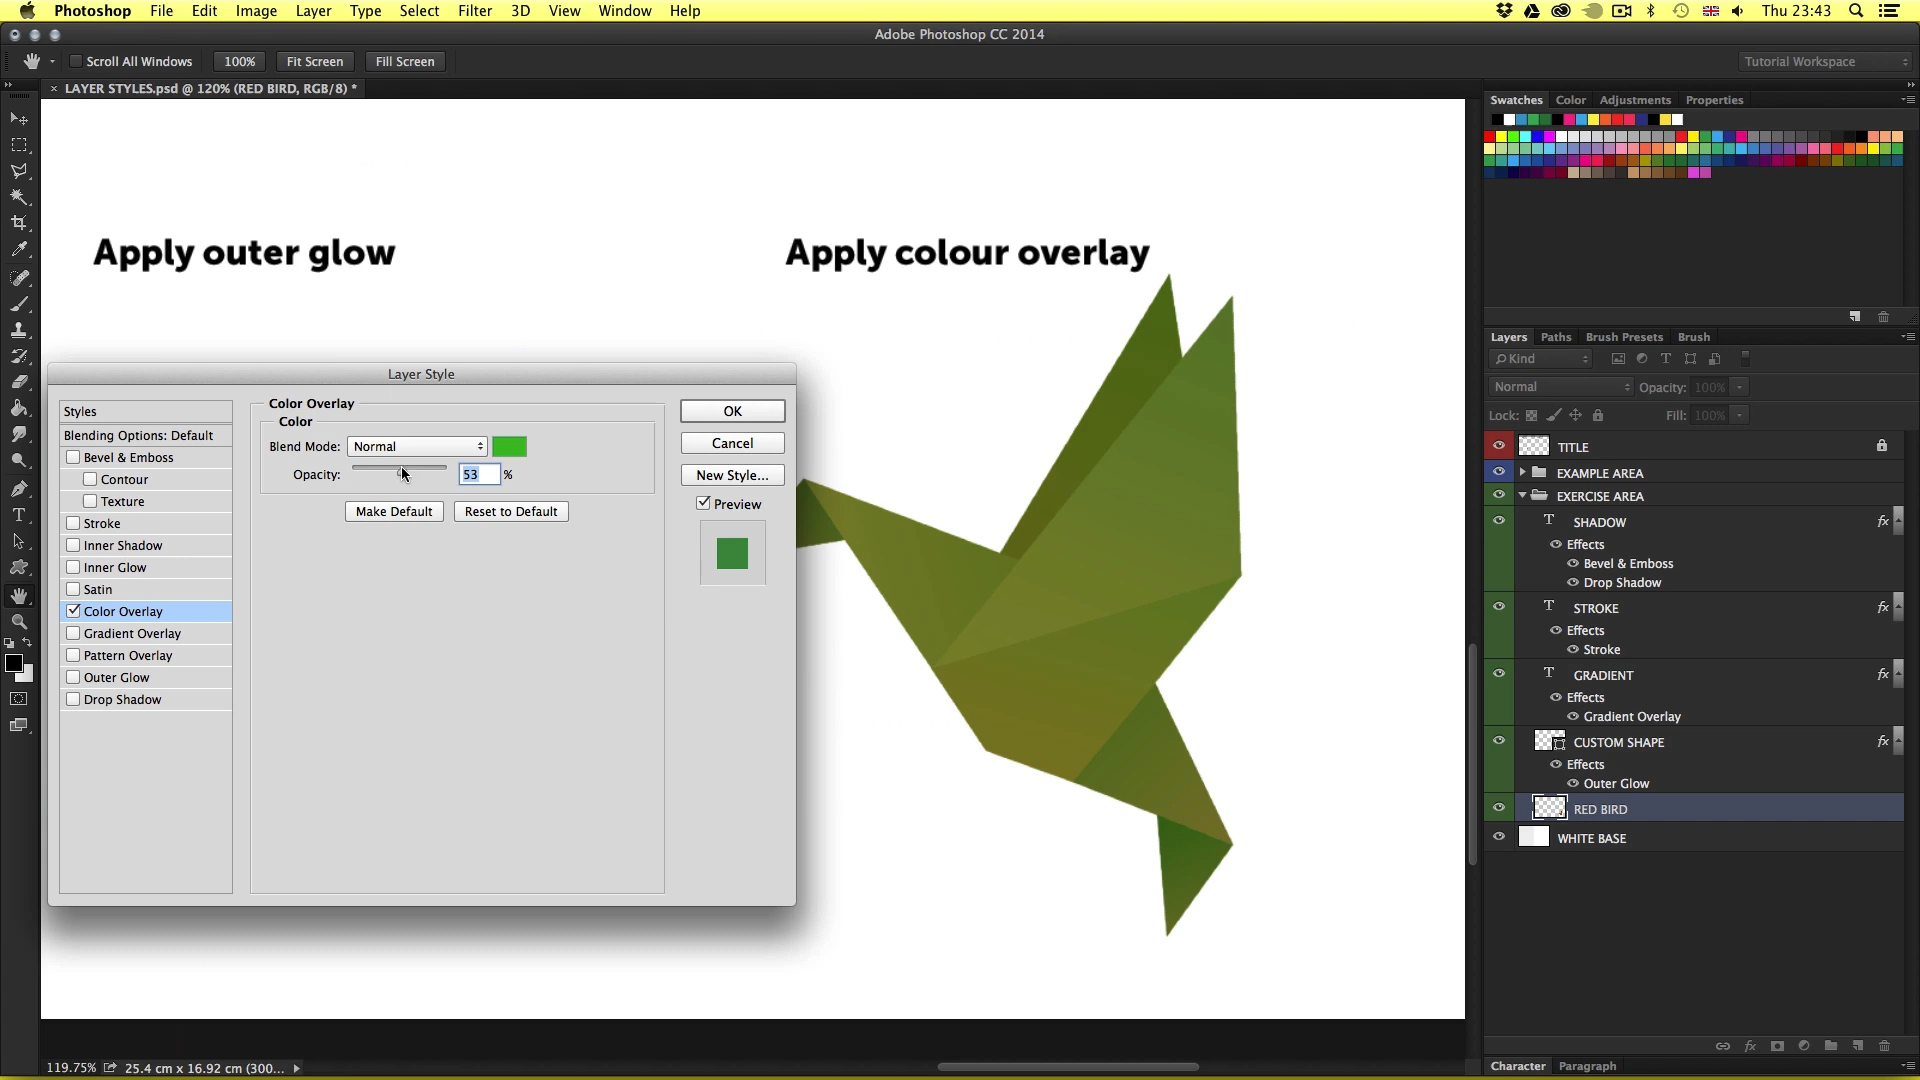 Photoshop File Edit Image Layer Type Select Filter 3D View Window Help Thu 23:43
Adobe Photoshop CC 2014
Scroll All Windows 100% Fit Screen Fill Screen Tutorial Workspace
× LAYER STYLES.psd @ 120% (RED BIRD, RGB/8) *
Swatches Color Adjustments Properties
Apply outer glow
Apply colour overlay
Layer Style
Styles
Blending Options: Default
Bevel & Emboss
Contour
Texture
Stroke
Inner Shadow
Inner Glow
Satin
Color Overlay
Gradient Overlay
Pattern Overlay
Outer Glow
Drop Shadow
Color Overlay
Color
Blend Mode: Normal
Opacity: 53 %
Make Default Reset to Default
OK
Cancel
New Style...
Preview
Layers Paths Brush Presets Brush
Kind
Normal Opacity: 100%
Lock: Fill: 100%
TITLE
EXAMPLE AREA
EXERCISE AREA
T SHADOW fx
Effects
Bevel & Emboss
Drop Shadow
T STROKE fx
Effects
Stroke
T GRADIENT fx
Effects
Gradient Overlay
CUSTOM SHAPE fx
Effects
Outer Glow
RED BIRD
WHITE BASE
fx
Character Paragraph
119.75% 25.4 cm x 16.92 cm (300...